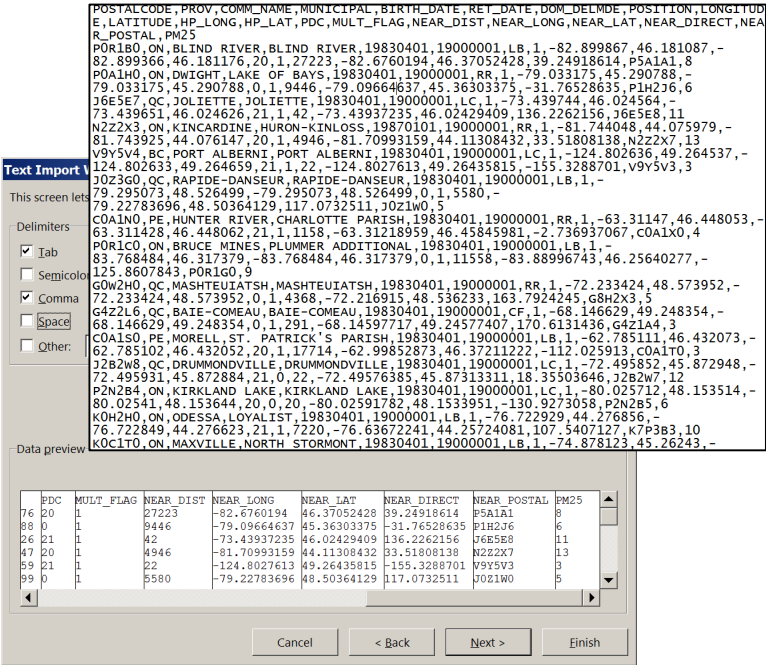 POSTALCODE,PROV,COMM_NAME,MUNICIPAL,BIRTH_DATE,RET_DATE,DOM_DELMDE,POSITION,LONGITUD
E,LATITUDE,HP_LONG,HP_LAT,PDC,MULT_FLAG,NEAR_DIST,NEAR_LONG,NEAR_LAT,NEAR_DIRECT,NEA
R_POSTAL,PM25
P0R1B0,ON,BLIND RIVER,BLIND RIVER,19830401,19000001,LB,1,-82.899867,46.181087,-
82.899366,46.181176,20,1,27223,-82.6760194,46.37052428,39.24918614,P5A1A1,8
P0A1H0,ON,DWIGHT,LAKE OF BAYS,19830401,19000001,RR,1,-79.033175,45.290788,-
79.033175,45.290788,0,1,9446,-79.09664637,45.36303375,-31.76528635,P1H2J6,6
J6E5E7,QC,JOLIETTE,JOLIETTE,19830401,19000001,LC,1,-73.439744,46.024564,-
73.439651,46.024626,21,1,42,-73.43937235,46.02429409,136.2262156,J6E5E8,11
N2Z2X3,ON,KINCARDINE,HURON-KINLOSS,19870101,19000001,RR,1,-81.744048,44.075979,-
81.743925,44.076147,20,1,4946,-81.70993159,44.11308432,33.51808138,N2Z2X7,13
V9Y5V4,BC,PORT ALBERNI,PORT ALBERNI,19830401,19000001,LC,1,-124.802636,49.264537,-
124.802633,49.264659,21,1,22,-124.8027613,49.26435815,-155.3288701,V9Y5V3,3
J0Z3G0,QC,RAPIDE-DANSEUR,RAPIDE-DANSEUR,19830401,19000001,LB,1,-
79.295073,48.526499,-79.295073,48.526499,0,1,5580,-
79.22783696,48.50364129,117.0732511,J0Z1W0,5
C0A1N0,PE,HUNTER RIVER,CHARLOTTE PARISH,19830401,19000001,RR,1,-63.31147,46.448053,-
63.311428,46.448062,21,1,1158,-63.31218959,46.45845981,-2.736937067,C0A1X0,4
P0R1C0,ON,BRUCE MINES,PLUMMER ADDITIONAL,19830401,19000001,LB,1,-
83.768484,46.317379,-83.768484,46.317379,0,1,11558,-83.88996743,46.25640277,-
125.8607843,P0R1G0,9
G0W2H0,QC,MASHTEUIATSH,MASHTEUIATSH,19830401,19000001,RR,1,-72.233424,48.573952,-
72.233424,48.573952,0,1,4368,-72.216915,48.536233,163.7924245,G8H2X3,5
G4Z2L6,QC,BAIE-COMEAU,BAIE-COMEAU,19830401,19000001,CF,1,-68.146629,49.248354,-
68.146629,49.248354,0,1,291,-68.14597717,49.24577407,170.6131436,G4Z1A4,3
C0A1S0,PE,MORELL,ST. PATRICK'S PARISH,19830401,19000001,LB,1,-62.785111,46.432073,-
62.785102,46.432052,20,1,17714,-62.99852873,46.37211222,-112.025913,C0A1T0,3
J2B2W8,QC,DRUMMONDVILLE,DRUMMONDVILLE,19830401,19000001,LC,1,-72.495852,45.872948,-
72.495931,45.872884,21,0,22,-72.49576385,45.87313311,18.35503646,J2B2W7,12
P2N2B4,ON,KIRKLAND LAKE,KIRKLAND LAKE,19830401,19000001,LC,1,-80.025712,48.153514,-
80.02541,48.153644,20,0,20,-80.02591782,48.1533951,-130.9273058,P2N2B5,6
K0H2H0,ON,ODESSA,LOYALIST,19830401,19000001,LB,1,-76.722929,44.276856,-
76.722849,44.276623,21,1,7220,-76.63672241,44.25724081,107.5407127,K7P3B3,10
K0C1T0,ON,MAXVILLE,NORTH STORMONT,19830401,19000001,LB,1,-74.878123,45.26243,-
Text Import W
This screen lets
Delimiters
Tab
Semicolon
Comma
Space
Other:
Data preview
PDC MULT_FLAG NEAR_DIST NEAR_LONG NEAR_LAT NEAR_DIRECT NEAR_POSTAL PM25
76 20 1 27223 -82.6760194 46.37052428 39.24918614 P5A1A1 8
88 0 1 9446 -79.09664637 45.36303375 -31.76528635 P1H2J6 6
26 21 1 42 -73.43937235 46.02429409 136.2262156 J6E5E8 11
47 20 1 4946 -81.70993159 44.11308432 33.51808138 N2Z2X7 13
59 21 1 22 -124.8027613 49.26435815 -155.3288701 V9Y5V3 3
99 0 1 5580 -79.22783696 48.50364129 117.0732511 J0Z1W0 5
Cancel < Back Next > Finish